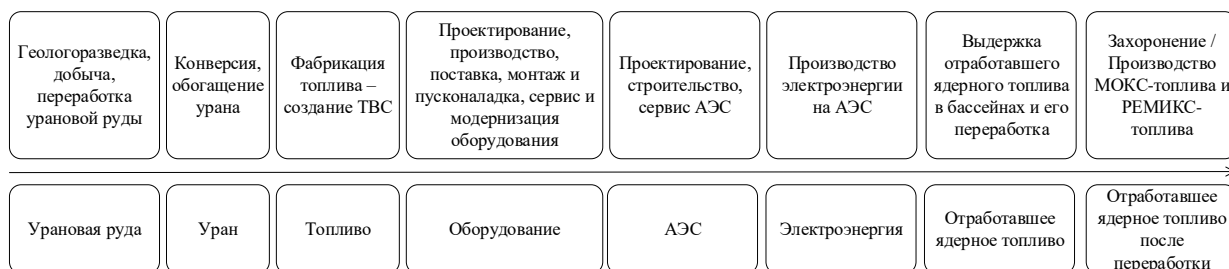 Геологоразведка,
добыча,
переработка
урановой руды
Конверсия,
обогащение
урана
Фабрикация
топлива –
создание ТВС
Проектирование,
производство,
поставка, монтаж и
пусконаладка, сервис и
модернизация
оборудования
Проектирование,
строительство,
сервис АЭС
Производство
электроэнергии
на АЭС
Выдержка
отработавшего
ядерного топлива
в бассейнах и его
переработка
Захоронение /
Производство
МОКС-топлива и
РЕМИКС-
топлива
Урановая руда
Уран
Топливо
Оборудование
АЭС
Электроэнергия
Отработавшее
ядерное топливо
Отработавшее
ядерное топливо
после
переработки